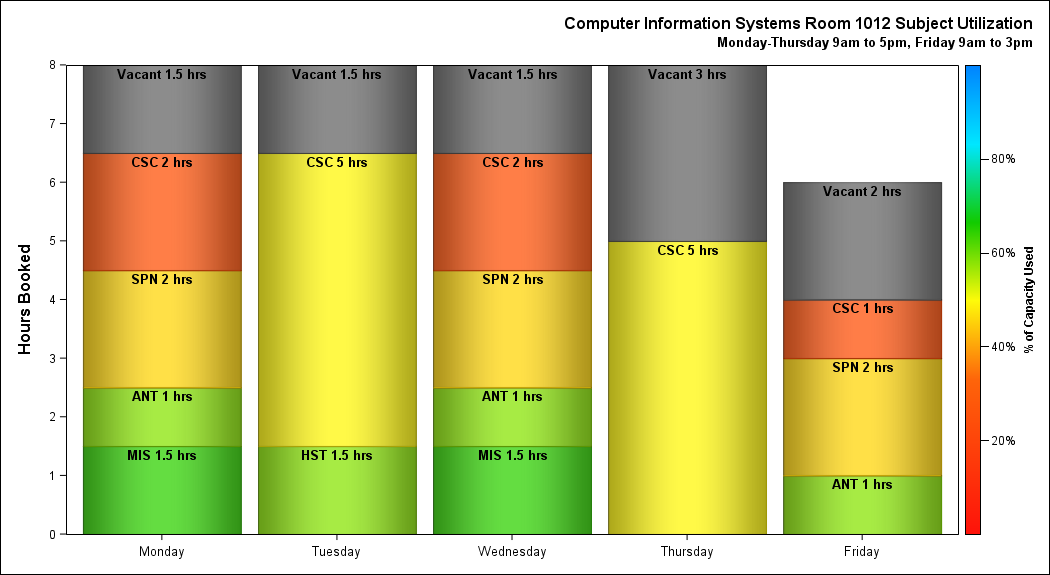 Computer Information Systems Room 1012 Subject Utilization
Monday-Thursday 9am to 5pm, Friday 9am to 3pm
Hours Booked
8
7
6
5
4
3
2
1
0
Vacant 1.5 hrs
CSC 2 hrs
SPN 2 hrs
ANT 1 hrs
MIS 1.5 hrs
Vacant 1.5 hrs
CSC 5 hrs
HST 1.5 hrs
Vacant 1.5 hrs
CSC 2 hrs
SPN 2 hrs
ANT 1 hrs
MIS 1.5 hrs
Vacant 3 hrs
CSC 5 hrs
Vacant 2 hrs
CSC 1 hrs
SPN 2 hrs
ANT 1 hrs
Monday
Tuesday
Wednesday
Thursday
Friday
80%
60%
40%
20%
% of Capacity Used